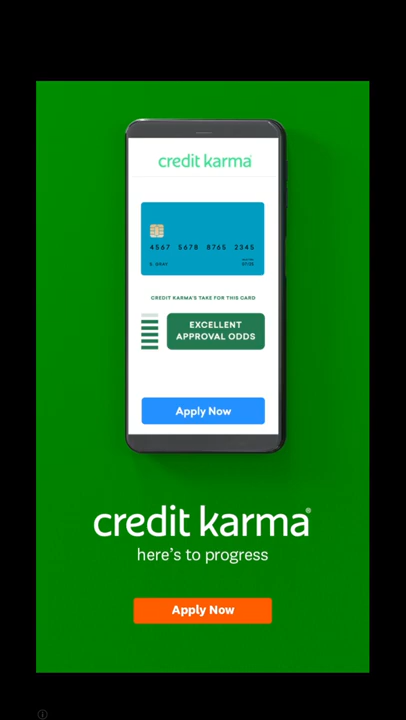 credit karma
4567 5678 8765 2345
CREDIT KARMA'S TAKE FOR THIS CARD
EXCELLENT
APPROVAL ODDS
Apply Now
credit karma®
here's to progress
Apply Now